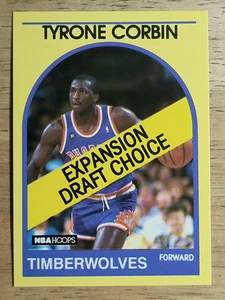 TYRONE CORBIN
EXPANSION
DRAFT CHOICE
NBA HOOPS
FORWARD
TIMBERWOLVES